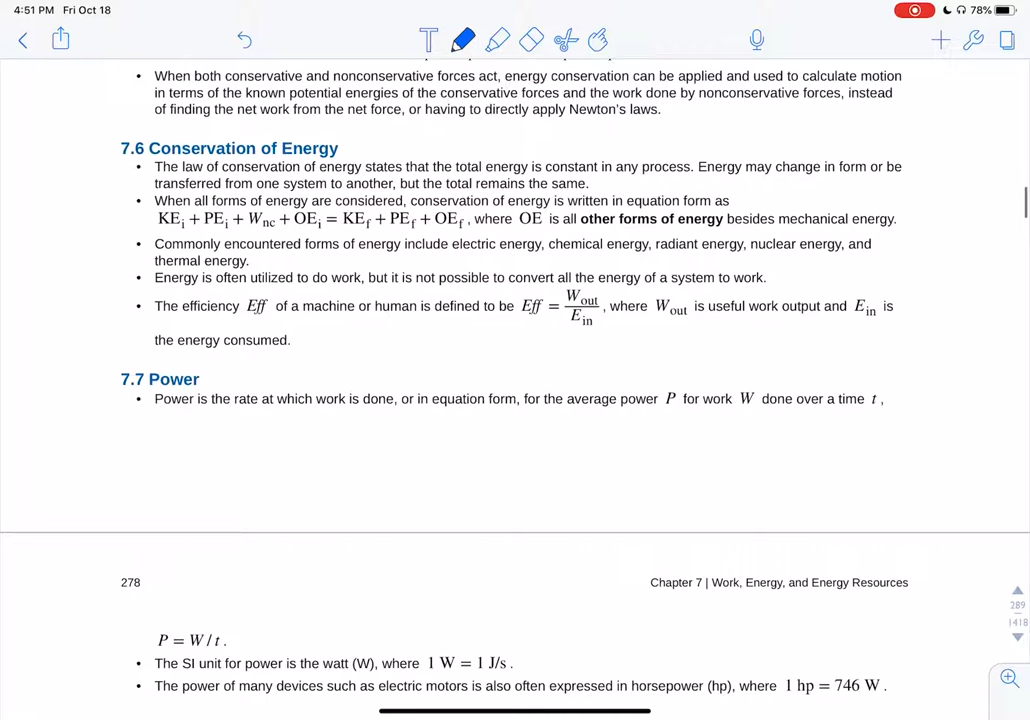 4:51 PM Fri Oct 18 78%
T
• When both conservative and nonconservative forces act, energy conservation can be applied and used to calculate motion
in terms of the known potential energies of the conservative forces and the work done by nonconservative forces, instead
of finding the net work from the net force, or having to directly apply Newton's laws.
7.6 Conservation of Energy
• The law of conservation of energy states that the total energy is constant in any process. Energy may change in form or be
transferred from one system to another, but the total remains the same.
• When all forms of energy are considered, conservation of energy is written in equation form as
KEi + PEi + Wnc + OEi = KEf + PEf + OEf, where OE is all other forms of energy besides mechanical energy.
• Commonly encountered forms of energy include electric energy, chemical energy, radiant energy, nuclear energy, and
thermal energy.
• Energy is often utilized to do work, but it is not possible to convert all the energy of a system to work.
• The efficiency Eff of a machine or human is defined to be Eff = Wout/Ein, where Wout is useful work output and Ein is
the energy consumed.
7.7 Power
• Power is the rate at which work is done, or in equation form, for the average power P for work W done over a time t,
278 Chapter 7 | Work, Energy, and Energy Resources
289
1418
P = W/t.
• The SI unit for power is the watt (W), where 1 W = 1 J/s.
• The power of many devices such as electric motors is also often expressed in horsepower (hp), where 1 hp = 746 W.